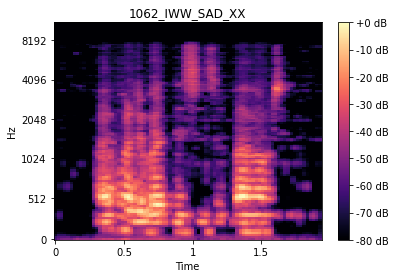 1062_IWW_SAD_XX
Hz
8192
4096
2048
1024
512
0
0
0.5
1
1.5
Time
+0 dB
-10 dB
-20 dB
-30 dB
-40 dB
-50 dB
-60 dB
-70 dB
-80 dB